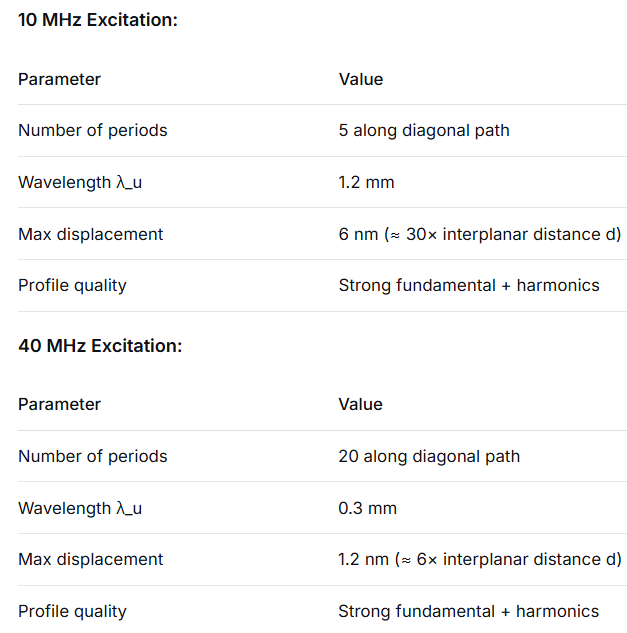 10 MHz Excitation:
Parameter Value
Number of periods 5 along diagonal path
Wavelength λ_u 1.2 mm
Max displacement 6 nm (≈ 30× interplanar distance d)
Profile quality Strong fundamental + harmonics
40 MHz Excitation:
Parameter Value
Number of periods 20 along diagonal path
Wavelength λ_u 0.3 mm
Max displacement 1.2 nm (≈ 6× interplanar distance d)
Profile quality Strong fundamental + harmonics